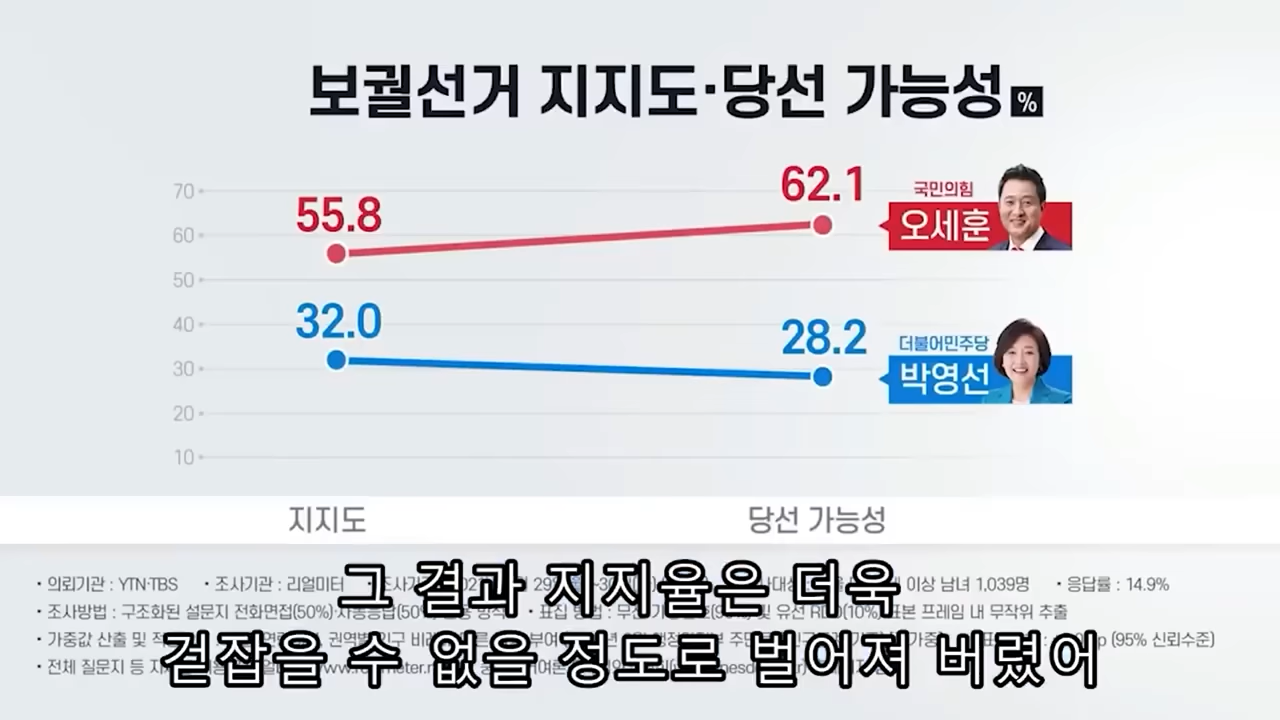 보궐선거 지지도·당선 가능성 %
70
60
50
40
30
20
10
55.8
62.1
국민의힘
오세훈
32.0
28.2
더불어민주당
박영선
지지도
당선 가능성
• 의뢰기관 : YTN·TBS • 조사기관 : 리얼미터 이상 남녀 1,039명 • 응답률 : 14.9%
• 조사방법 : 구조화된 설문지 전화면접(50%) 및 유선 표본 프레임 내 무작위 추출
• 가중값 산출 및 (95% 신뢰수준)
• 전체 질문지 등
그 결과 지지율은 더욱
걷잡을 수 없을 정도로 벌어져 버렸어